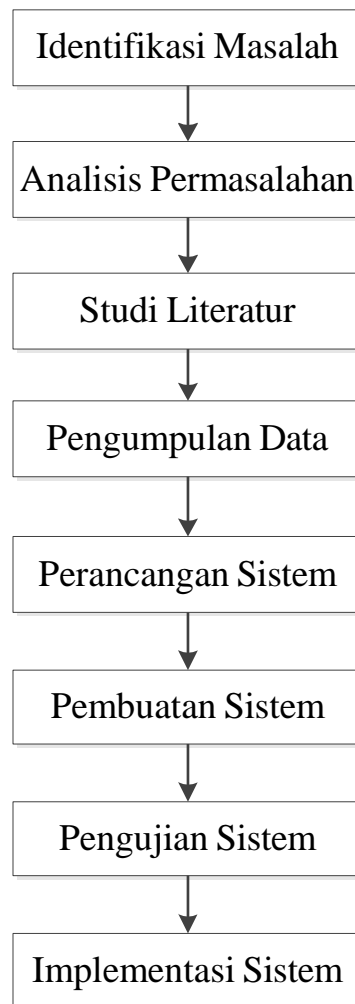 Identifikasi Masalah
Analisis Permasalahan
Studi Literatur
Pengumpulan Data
Perancangan Sistem
Pembuatan Sistem
Pengujian Sistem
Implementasi Sistem